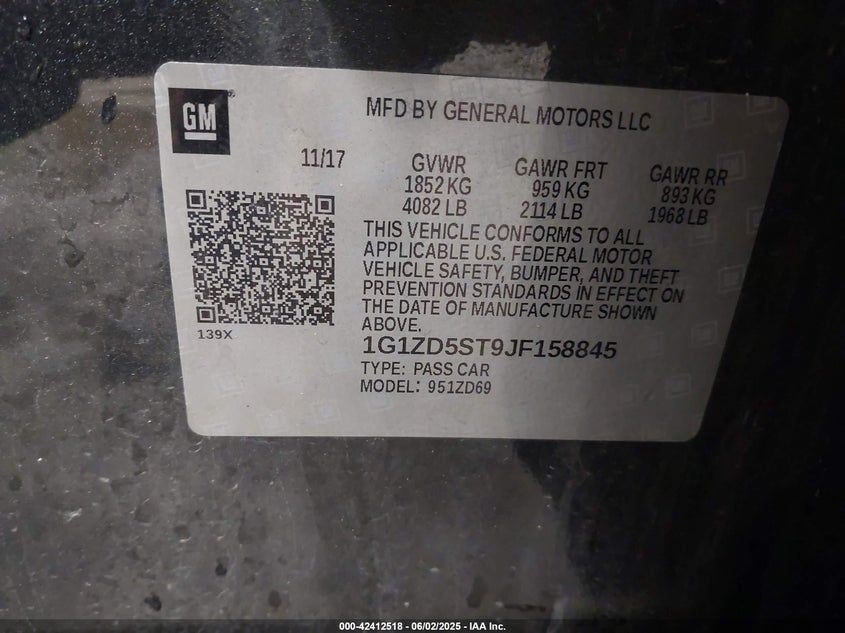 GM
MFD BY GENERAL MOTORS LLC
11/17 GVWR GAWR FRT GAWR RR
1852 KG 959 KG 893 KG
4082 LB 2114 LB 1968 LB
THIS VEHICLE CONFORMS TO ALL
APPLICABLE U.S. FEDERAL MOTOR
VEHICLE SAFETY, BUMPER, AND THEFT
PREVENTION STANDARDS IN EFFECT ON
THE DATE OF MANUFACTURE SHOWN
ABOVE.
139X
1G1ZD5ST9JF158845
TYPE: PASS CAR
MODEL: 951ZD69
000-42412518 - 06/02/2025 - IAA Inc.